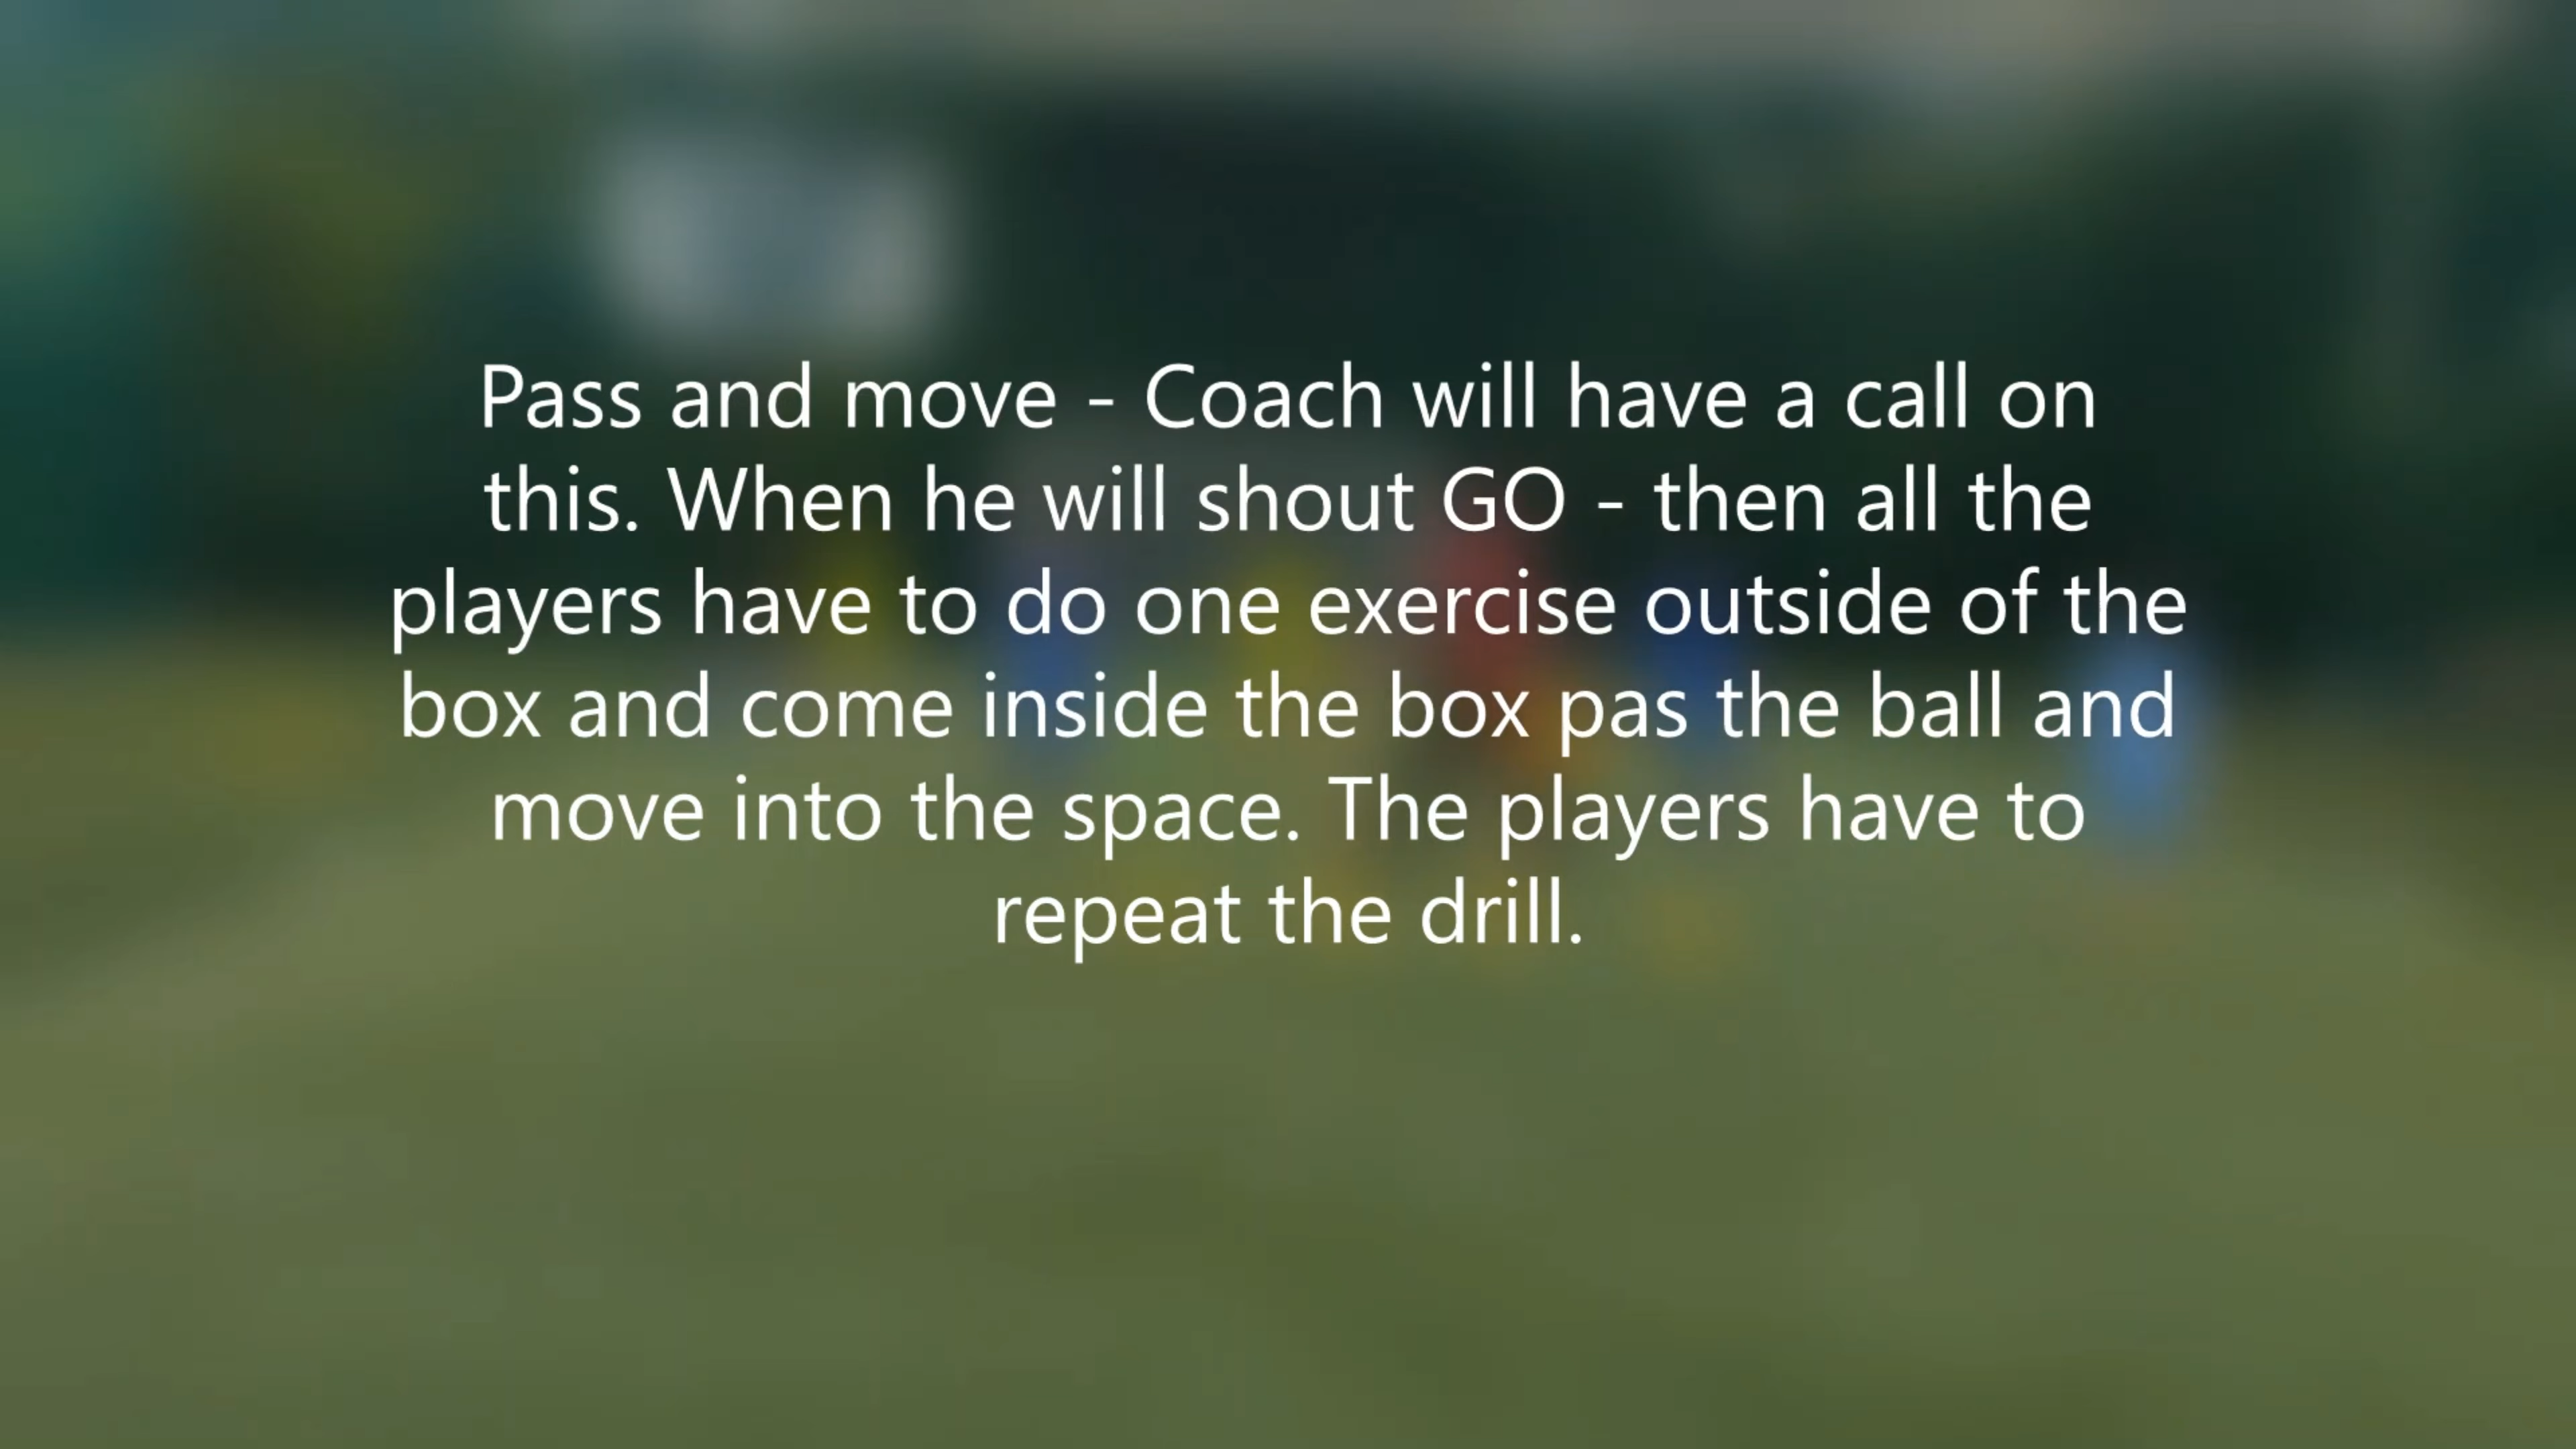 Pass and move - Coach will have a call on
this. When he will shout GO - then all the
players have to do one exercise outside of the
box and come inside the box pas the ball and
move into the space. The players have to
repeat the drill.